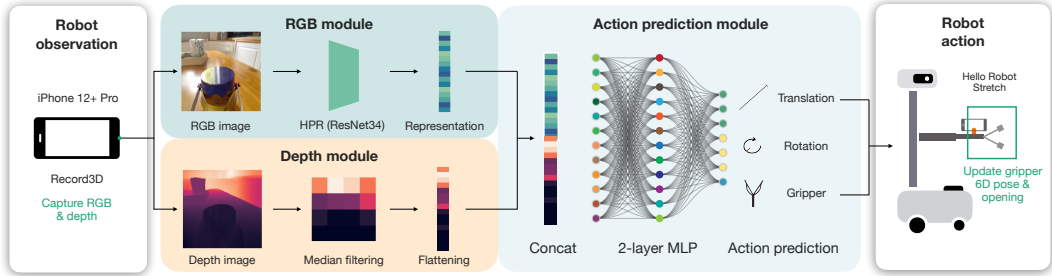 Robot
observation
iPhone 12+ Pro
Record3D
Capture RGB
& depth
RGB module
RGB image
HPR (ResNet34)
Representation
Depth module
Depth image
Median filtering
Flattening
Action prediction module
Concat
2-layer MLP
Action prediction
Translation
Rotation
Gripper
Robot
action
Hello Robot
Stretch
Update gripper
6D pose &
opening